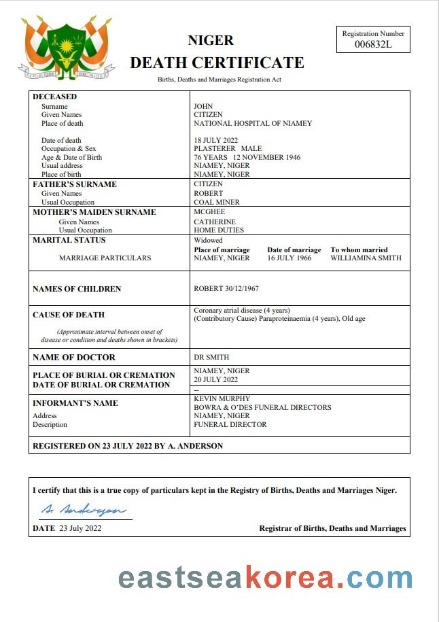 NIGER
DEATH CERTIFICATE
Births, Deaths and Marriages Registration Act
Registration Number
006832L
DECEASED
Surname JOHN
Given Names CITIZEN
Place of death NATIONAL HOSPITAL OF NIAMEY
Date of death 18 JULY 2022
Occupation & Sex PLASTERER MALE
Age & Date of Birth 76 YEARS 12 NOVEMBER 1946
Usual address NIAMEY, NIGER
Place of birth NIAMEY, NIGER
FATHER'S SURNAME CITIZEN
Given Names ROBERT
Usual Occupation COAL MINER
MOTHER'S MAIDEN SURNAME MCGHEE
Given Names CATHERINE
Usual Occupation HOME DUTIES
MARITAL STATUS Widowed
Place of marriage Date of marriage To whom married
MARRIAGE PARTICULARS NIAMEY, NIGER 16 JULY 1966 WILLIAMINA SMITH
NAMES OF CHILDREN ROBERT 30/12/1967
CAUSE OF DEATH Coronary atrial disease (4 years)
(Contributory Cause) Paraproteinaemia (4 years), Old age
(Approximate interval between onset of
disease or condition and deaths shown in brackets)
NAME OF DOCTOR DR SMITH
PLACE OF BURIAL OR CREMATION NIAMEY, NIGER
DATE OF BURIAL OR CREMATION 20 JULY 2022
--
INFORMANT'S NAME KEVIN MURPHY
BOWRA & O'DES FUNERAL DIRECTORS
Address NIAMEY, NIGER
Description FUNERAL DIRECTOR
REGISTERED ON 23 JULY 2022 BY A. ANDERSON
I certify that this is a true copy of particulars kept in the Registry of Births, Deaths and Marriages Niger.
A. Anderson
DATE 23 July 2022 Registrar of Births, Deaths and Marriages
eastseakorea.com